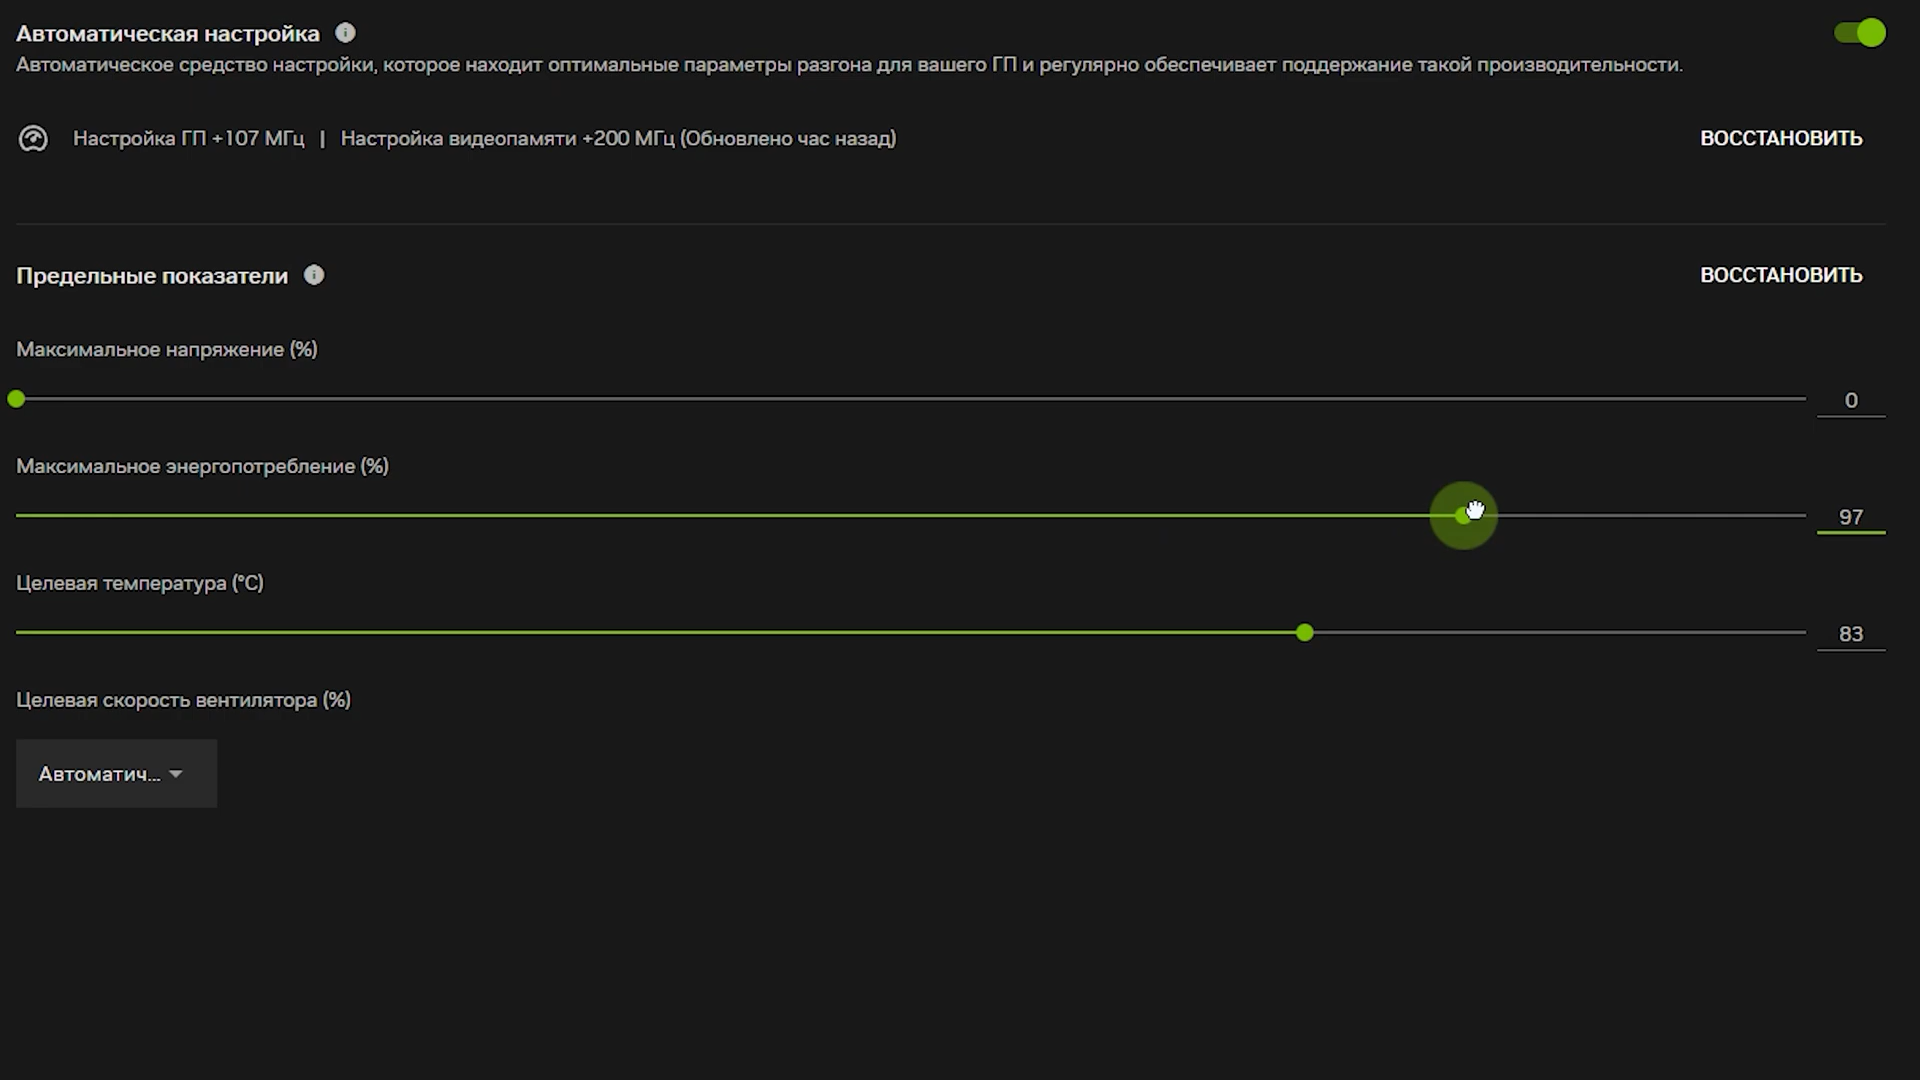 Автоматическая настройка
Автоматическое средство настройки, которое находит оптимальные параметры разгона для вашего ГП и регулярно обеспечивает поддержание такой производительности.
Настройка ГП +107 МГц | Настройка видеопамяти +200 МГц (Обновлено час назад) ВОССТАНОВИТЬ
Предельные показатели ВОССТАНОВИТЬ
Максимальное напряжение (%)
0
Максимальное энергопотребление (%)
97
Целевая температура (°C)
83
Целевая скорость вентилятора (%)
Автоматич...